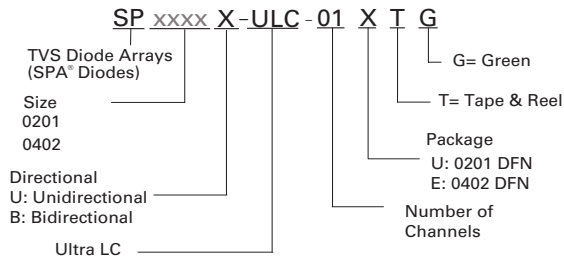 SP xxxx X-ULC-01 X T G
TVS Diode Arrays
(SPA® Diodes)
G= Green
Size
0201
0402
T= Tape & Reel
Package
U: 0201 DFN
E: 0402 DFN
Directional
U: Unidirectional
B: Bidirectional
Number of
Channels
Ultra LC